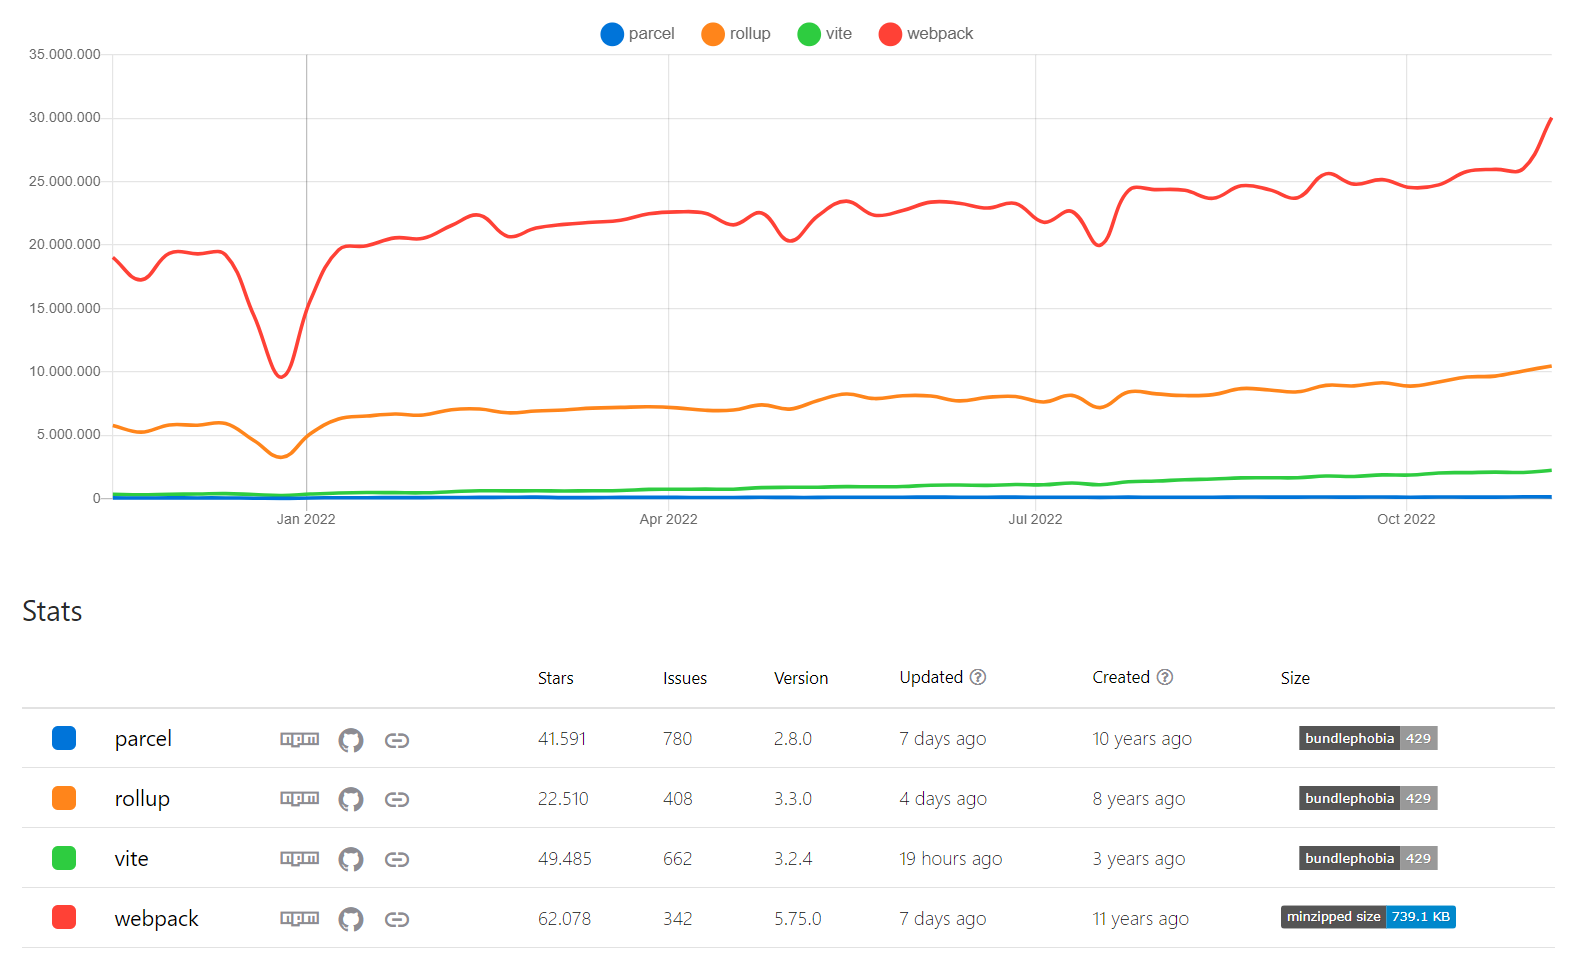 parcel rollup vite webpack
35.000.000
30.000.000
25.000.000
20.000.000
15.000.000
10.000.000
5.000.000
0
Jan 2022 Apr 2022 Jul 2022 Oct 2022
Stats
Stars Issues Version Updated ? Created ? Size
parcel npm 41.591 780 2.8.0 7 days ago 10 years ago bundlephobia 429
rollup npm 22.510 408 3.3.0 4 days ago 8 years ago bundlephobia 429
vite npm 49.485 662 3.2.4 19 hours ago 3 years ago bundlephobia 429
webpack npm 62.078 342 5.75.0 7 days ago 11 years ago minzipped size 739.1 KB